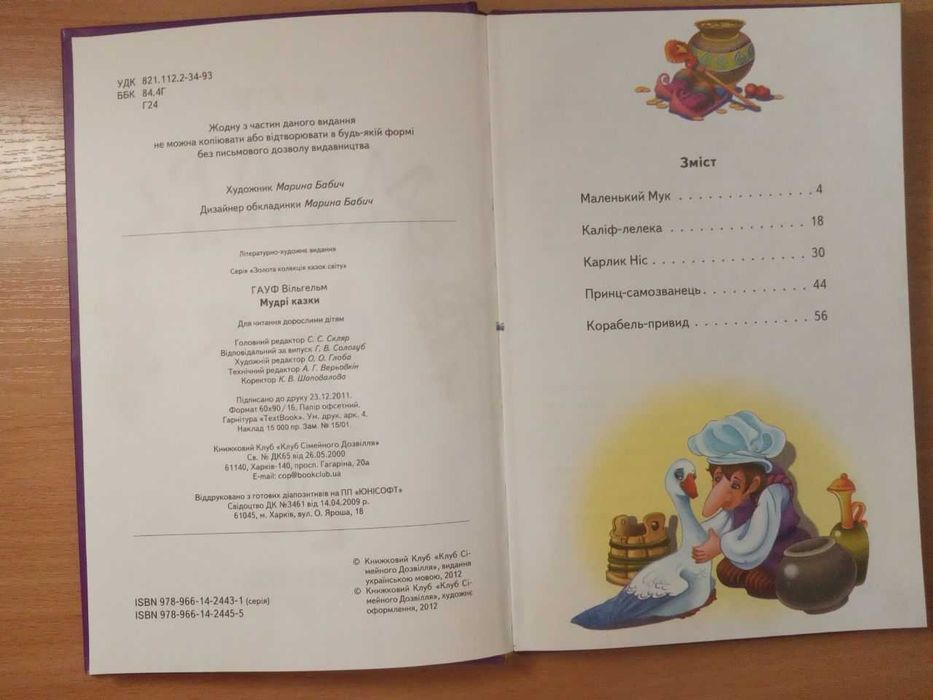 УДК 821.112.2-34-93
ББК 84.4Г
Г24
Жодну з частин даного видання
не можна копіювати або відтворювати в будь-якій формі
без письмового дозволу видавництва
Художник Марина Бабич
Дизайнер обкладинки Марина Бабич
Літературно-художнє видання
Серія «Золота колекція казок світу»
ГАУФ Вільгельм
Мудрі казки
Для читання дорослими дітям
Головний редактор С. С. Скляр
Відповідальний за випуск Г. В. Сологуб
Художній редактор О. О. Глоба
Технічний редактор А. Г. Верьовкін
Коректор К. В. Шаповалова
Підписано до друку 23.12.2011.
Формат 60х90/16. Папір офсетний.
Гарнітура «TextBook». Ум. друк. арк. 4.
Наклад 15 000 пр. Зам. № 15/01.
Книжковий Клуб «Клуб Сімейного Дозвілля»
Св. № ДК65 від 26.05.2000
61140, Харків-140, просп. Гагаріна, 20а
E-mail: cop@bookclub.ua
Віддруковано з готових діапозитивів на ПП «ЮНІСОФТ»
Свідоцтво ДК №3461 від 14.04.2009 р.
61045, м. Харків, вул. О. Яроша, 18
© Книжковий Клуб «Клуб Сі-
мейного Дозвілля», видання
українською мовою, 2012
© Книжковий Клуб «Клуб Сі-
мейного Дозвілля», художнє
оформлення, 2012
ISBN 978-966-14-2443-1 (серія)
ISBN 978-966-14-2445-5
Зміст
Маленький Мук . . . . . . . . . . . . . 4
Каліф-лелека . . . . . . . . . . . . . 18
Карлик Ніс . . . . . . . . . . . . . . 30
Принц-самозванець . . . . . . . . . . 44
Корабель-привид . . . . . . . . . . . 56